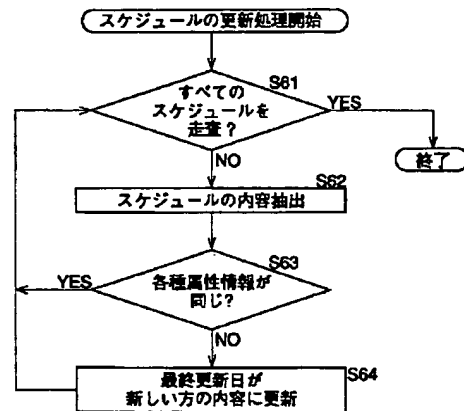 スケジュールの更新処理開始
S61
すべての
スケジュールを
走査？
YES
終了
NO
S62
スケジュールの内容抽出
S63
YES
各種属性情報が
同じ？
NO
S64
最終更新日が
新しい方の内容に更新